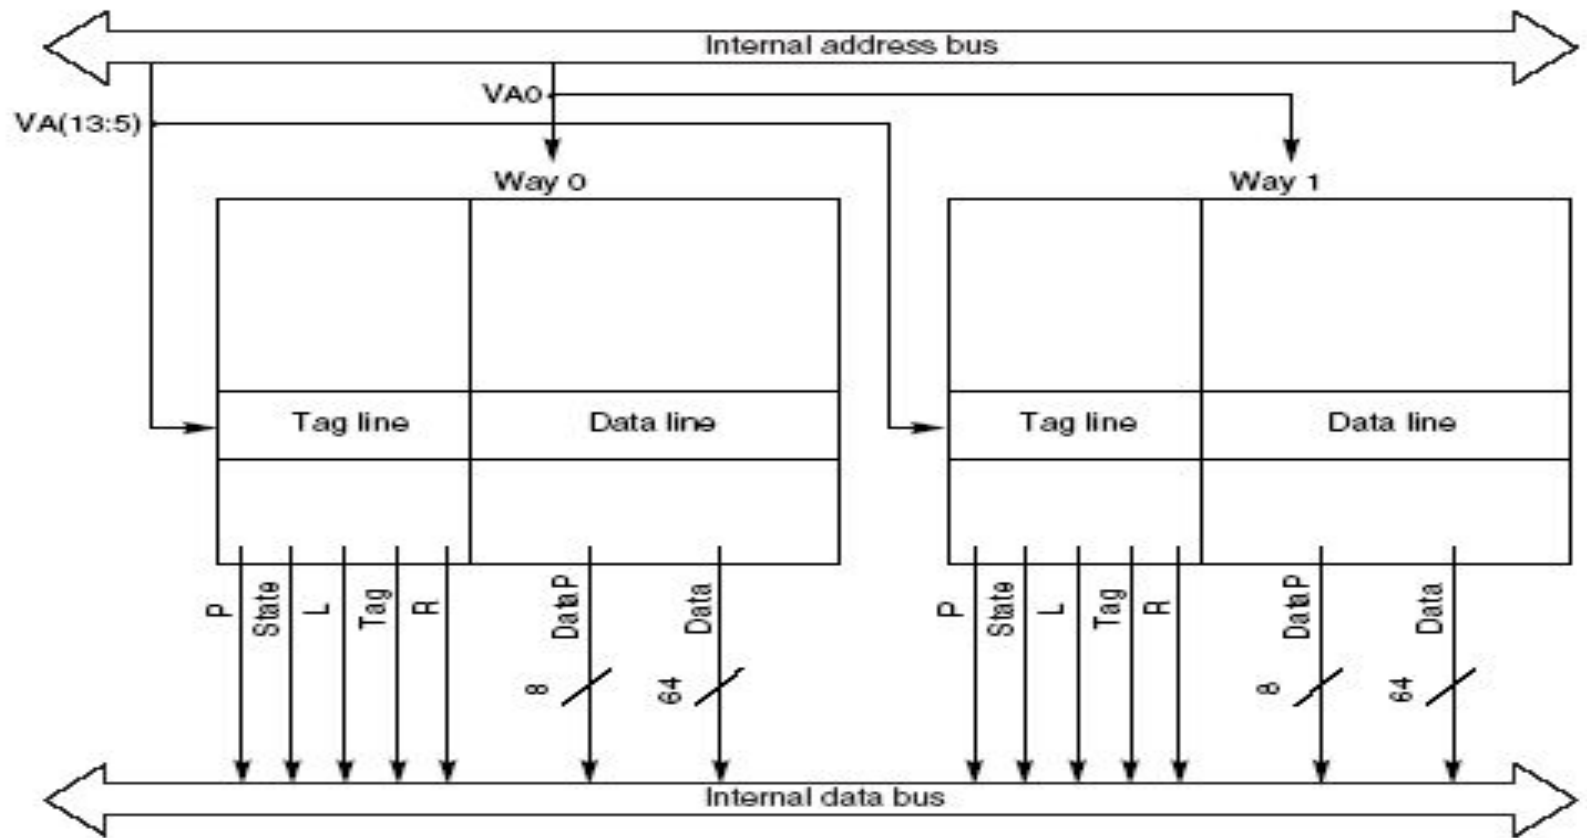 Internal address bus
VA0
VA(13:5)
Way 0
Way 1
Tag line
Data line
Tag line
Data line
P
State
L
Tag
R
DataP
Data
P
State
L
Tag
R
DataP
Data
8
64
8
64
Internal data bus